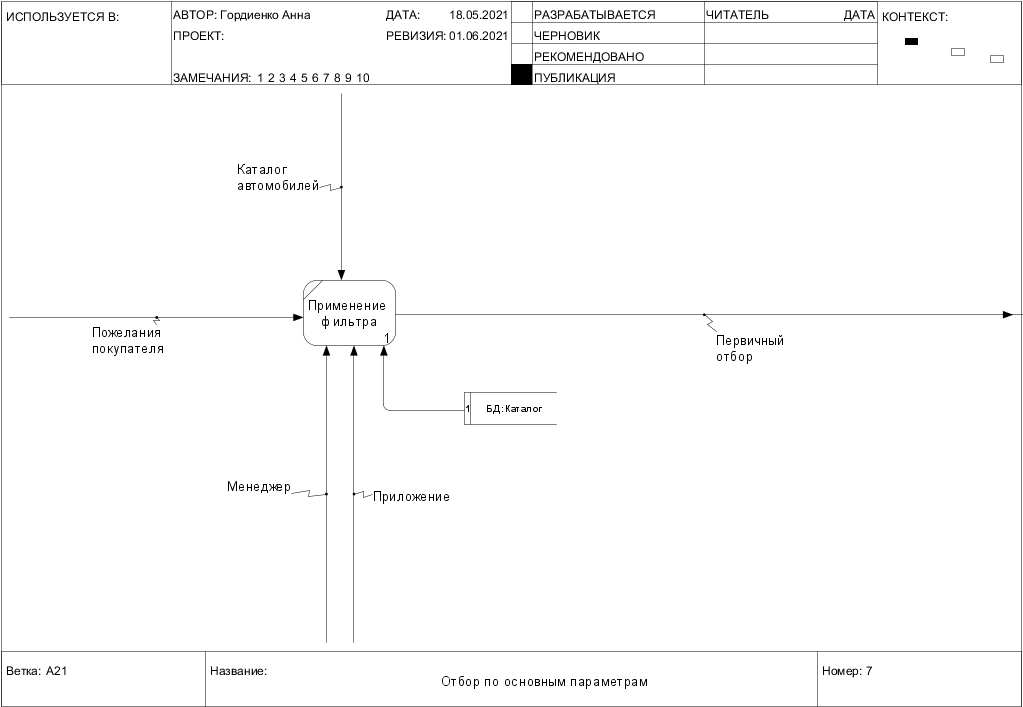 ИСПОЛЬЗУЕТСЯ В:
АВТОР: Гордиенко Анна
ДАТА: 18.05.2021
ПРОЕКТ:
РЕВИЗИЯ: 01.06.2021
ЗАМЕЧАНИЯ: 1 2 3 4 5 6 7 8 9 10
РАЗРАБАТЫВАЕТСЯ
ЧЕРНОВИК
РЕКОМЕНДОВАНО
ПУБЛИКАЦИЯ
ЧИТАТЕЛЬ ДАТА
КОНТЕКСТ:
Каталог
автомобилей
Применение
фильтра
1
Пожелания
покупателя
Первичный
отбор
1 БД: Каталог
Менеджер
Приложение
Ветка: A21
Название:
Отбор по основным параметрам
Номер: 7